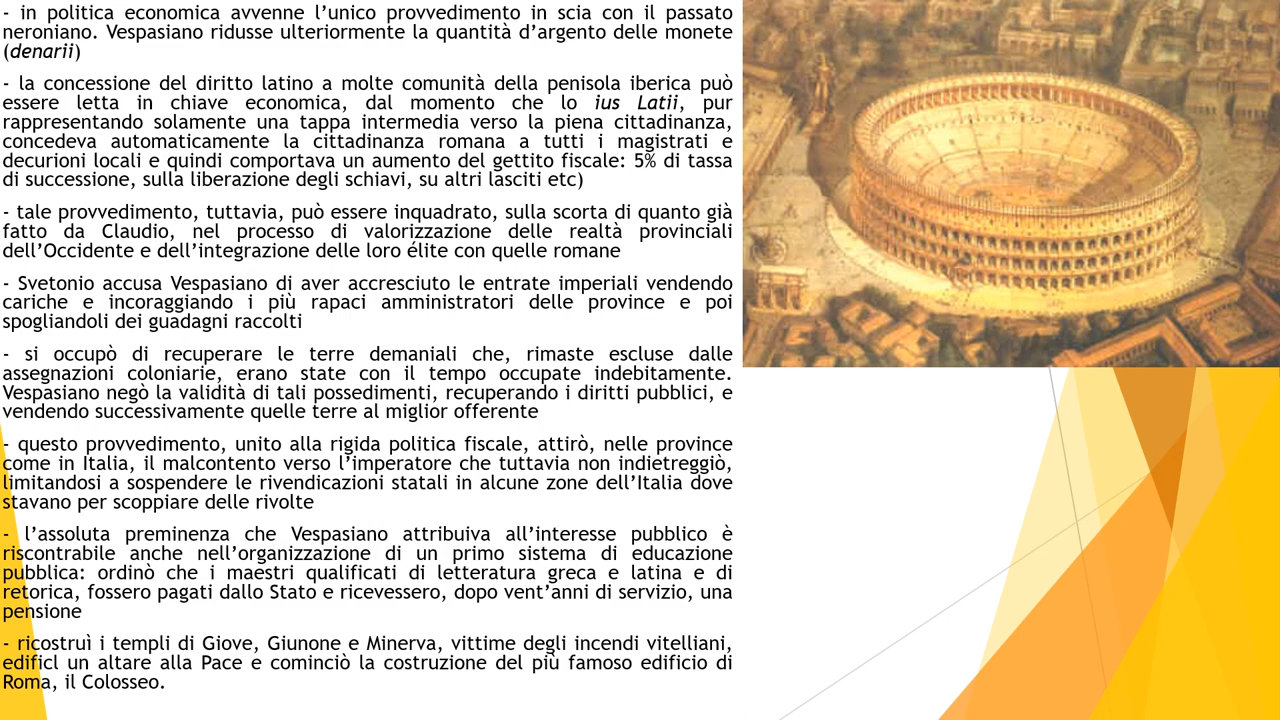 - in politica economica avvenne l’unico provvedimento in scia con il passato
neroniano. Vespasiano ridusse ulteriormente la quantità d’argento delle monete
(denarii)
- la concessione del diritto latino a molte comunità della penisola iberica può
essere letta in chiave economica, dal momento che lo ius Latii, pur
rappresentando solamente una tappa intermedia verso la piena cittadinanza,
concedeva automaticamente la cittadinanza romana a tutti i magistrati e
decurioni locali e quindi comportava un aumento del gettito fiscale: 5% di tassa
di successione, sulla liberazione degli schiavi, su altri lasciti etc)
- tale provvedimento, tuttavia, può essere inquadrato, sulla scorta di quanto già
fatto da Claudio, nel processo di valorizzazione delle realtà provinciali
dell’Occidente e dell’integrazione delle loro élite con quelle romane
- Svetonio accusa Vespasiano di aver accresciuto le entrate imperiali vendendo
cariche e incoraggiando i più rapaci amministratori delle province e poi
spogliandoli dei guadagni raccolti
- si occupò di recuperare le terre demaniali che, rimaste escluse dalle
assegnazioni coloniarie, erano state con il tempo occupate indebitamente.
Vespasiano negò la validità di tali possedimenti, recuperando i diritti pubblici, e
vendendo successivamente quelle terre al miglior offerente
- questo provvedimento, unito alla rigida politica fiscale, attirò, nelle province
come in Italia, il malcontento verso l’imperatore che tuttavia non indietreggiò,
limitandosi a sospendere le rivendicazioni statali in alcune zone dell’Italia dove
stavano per scoppiare delle rivolte
- l’assoluta preminenza che Vespasiano attribuiva all’interesse pubblico è
riscontrabile anche nell’organizzazione di un primo sistema di educazione
pubblica: ordinò che i maestri qualificati di letteratura greca e latina e di
retorica, fossero pagati dallo Stato e ricevessero, dopo vent’anni di servizio, una
pensione
- ricostruì i templi di Giove, Giunone e Minerva, vittime degli incendi vitelliani,
edificl un altare alla Pace e cominciò la costruzione del più famoso edificio di
Roma, il Colosseo.